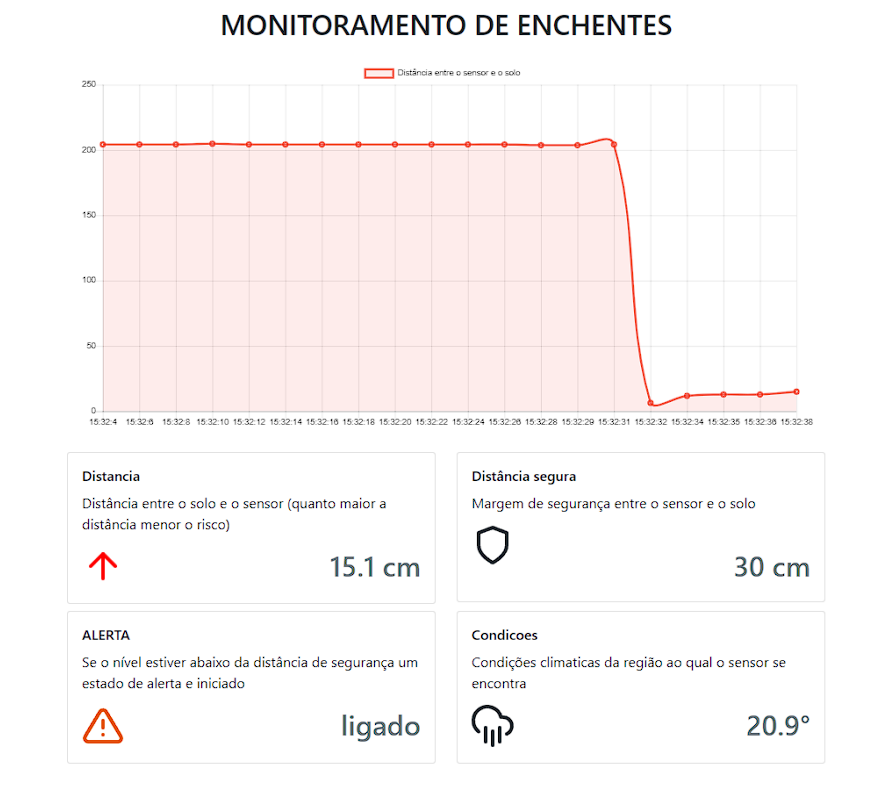 MONITORAMENTO DE ENCHENTES
Distância entre o sensor e o solo
250
200
150
100
50
0
15:32:4 15:32:6 15:32:8 15:32:10 15:32:12 15:32:14 15:32:16 15:32:18 15:32:20 15:32:22 15:32:24 15:32:26 15:32:28 15:32:29 15:32:31 15:32:32 15:32:34 15:32:35 15:32:36 15:32:38
Distancia
Distância entre o solo e o sensor (quanto maior a
distância menor o risco)
15.1 cm
Distância segura
Margem de segurança entre o sensor e o solo
30 cm
ALERTA
Se o nível estiver abaixo da distância de segurança um
estado de alerta e iniciado
ligado
Condicoes
Condições climaticas da região ao qual o sensor se
encontra
20.9°